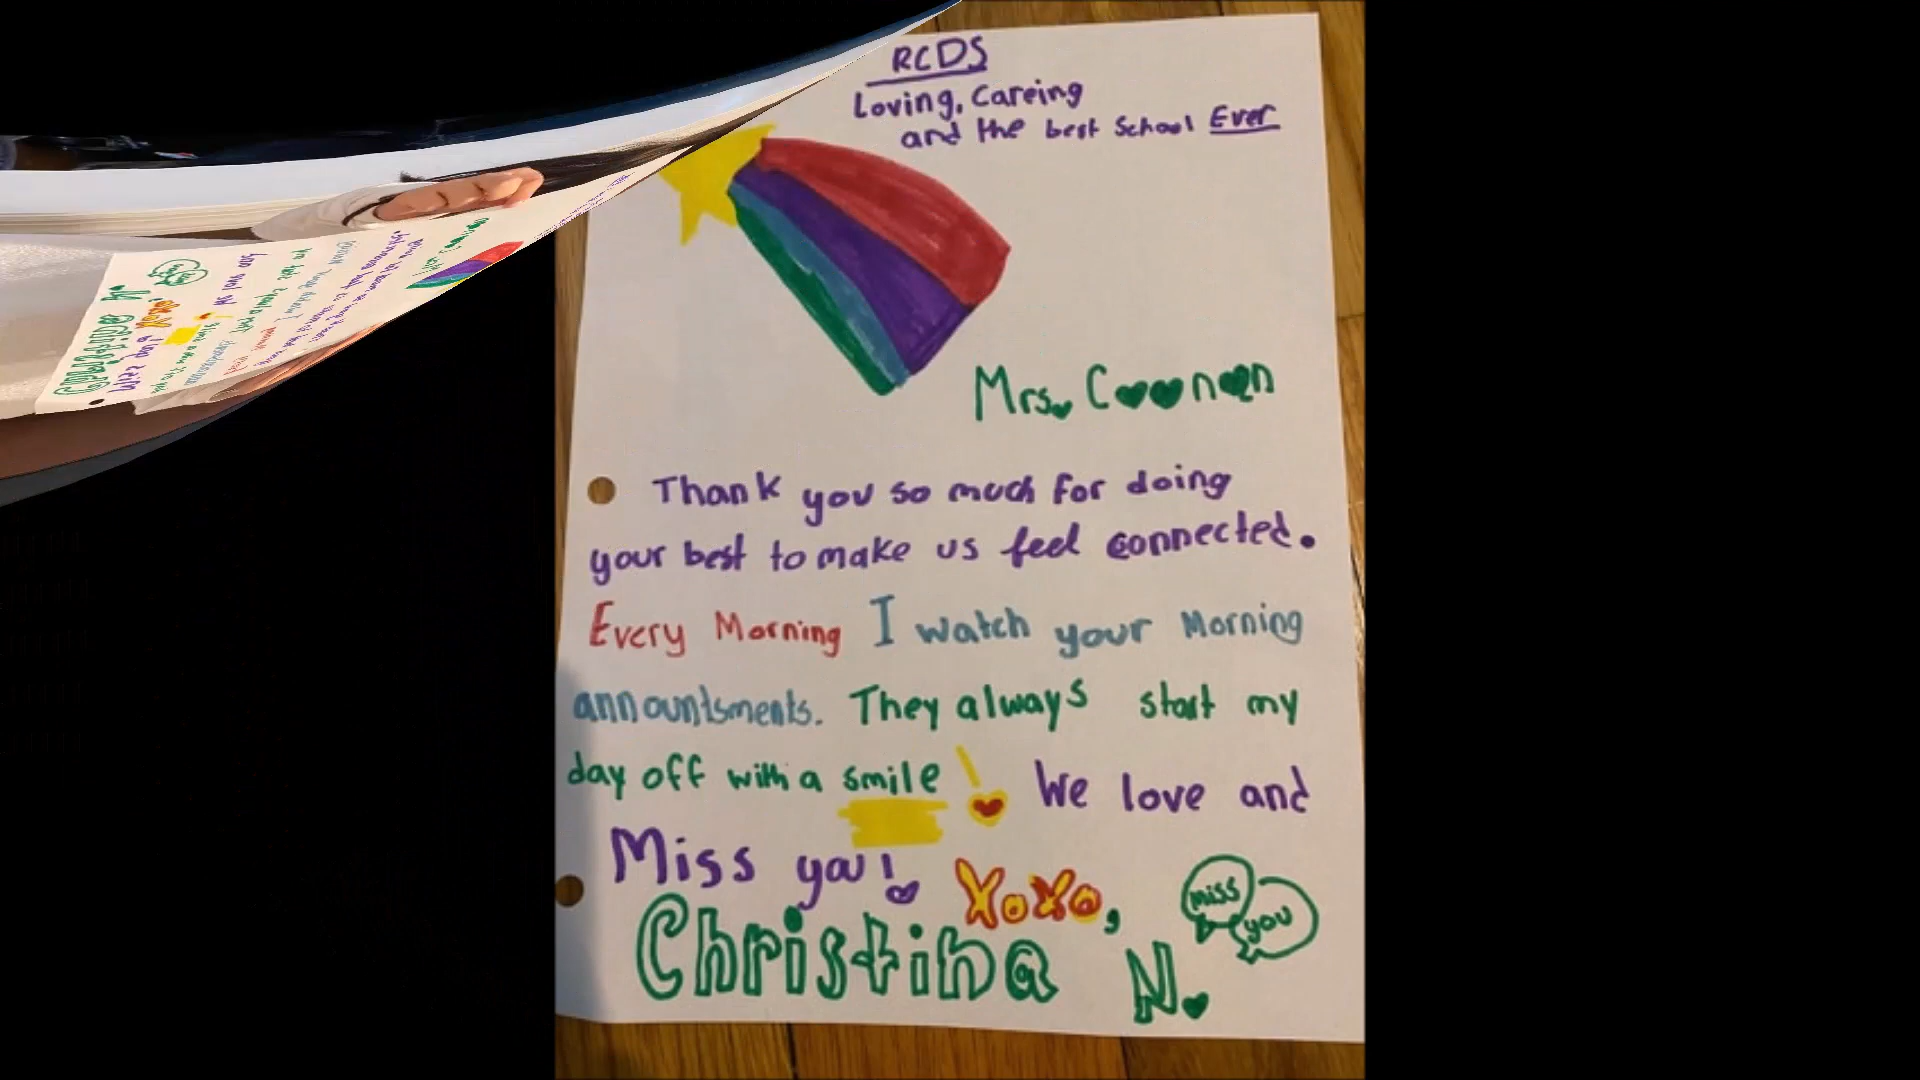 RCDS
Loving, Careing
and the best School Ever
Mrs. Coonan
Thank you so much for doing
your best to make us feel connected.
Every Morning I watch your Morning
annountsments. They always start my
day off with a smile! We love and
Miss you!
XoXo,
Christina N.
miss
you